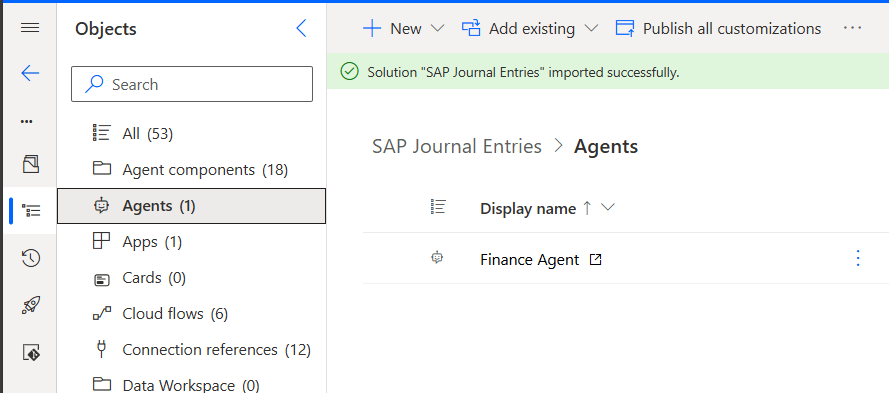 Objects
New
Add existing
Publish all customizations
Solution "SAP Journal Entries" imported successfully.
Search
All (53)
Agent components (18)
Agents (1)
Apps (1)
Cards (0)
Cloud flows (6)
Connection references (12)
Data Workspace (0)
SAP Journal Entries > Agents
Display name ↑
Finance Agent